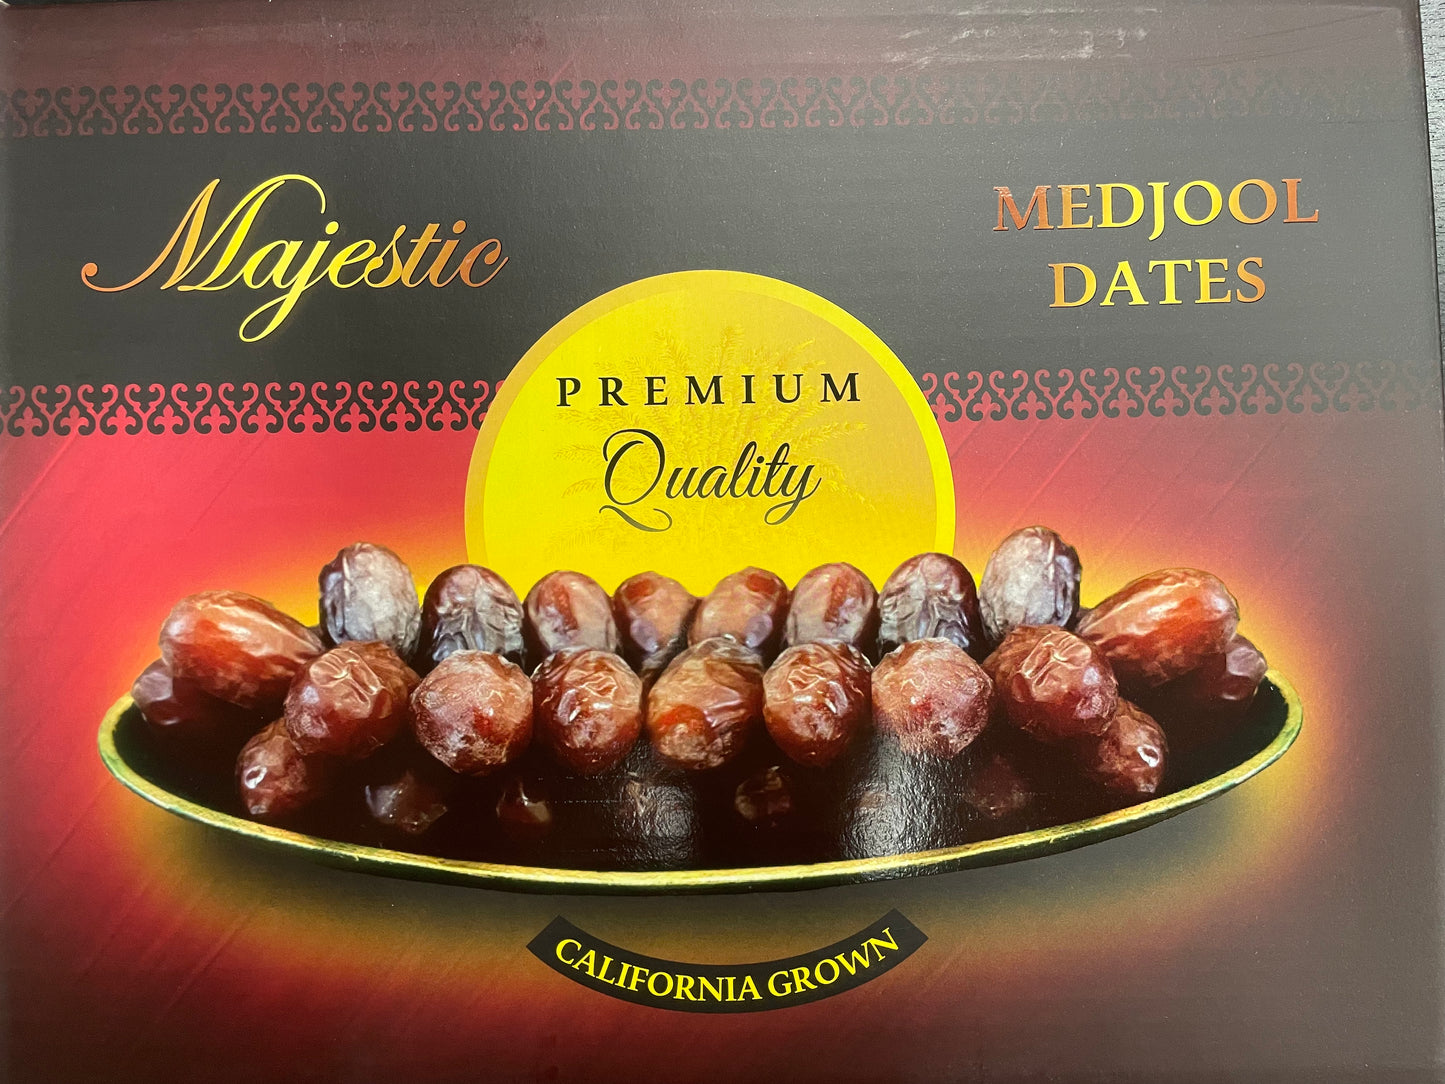 Majestic
MEDJOOL
DATES
PREMIUM
Quality
CALIFORNIA GROWN